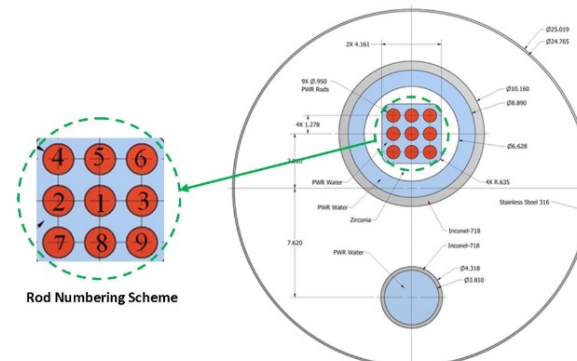 4 5 6
2 1 3
7 8 9
Rod Numbering Scheme
2X 4.161
Ø25.019
Ø24.765
9X Ø.950
PWR Rods
Ø10.160
Ø8.890
4X 1.278
Ø6.628
PWR Water
4X R.635
PWR Water
Zirconia
Stainless Steel 316
Inconel-718
7.620
Inconel-718
PWR Water
Ø4.318
Ø3.810